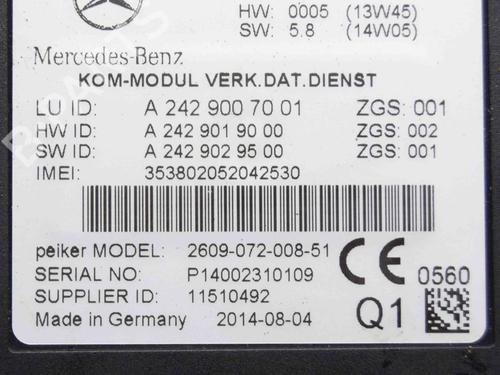 HW: 0005 (13W45)
SW: 5.8 (14W05)
Mercedes-Benz
KOM-MODUL VERK.DAT.DIENST
LU ID: A 242 900 70 01 ZGS: 001
HW ID: A 242 901 90 00 ZGS: 002
SW ID: A 242 902 95 00 ZGS: 001
IMEI: 353802052042530
peiker MODEL: 2609-072-008-51
SERIAL NO: P14002310109
SUPPLIER ID: 11510492
CE 0560
Made in Germany 2014-08-04 Q1